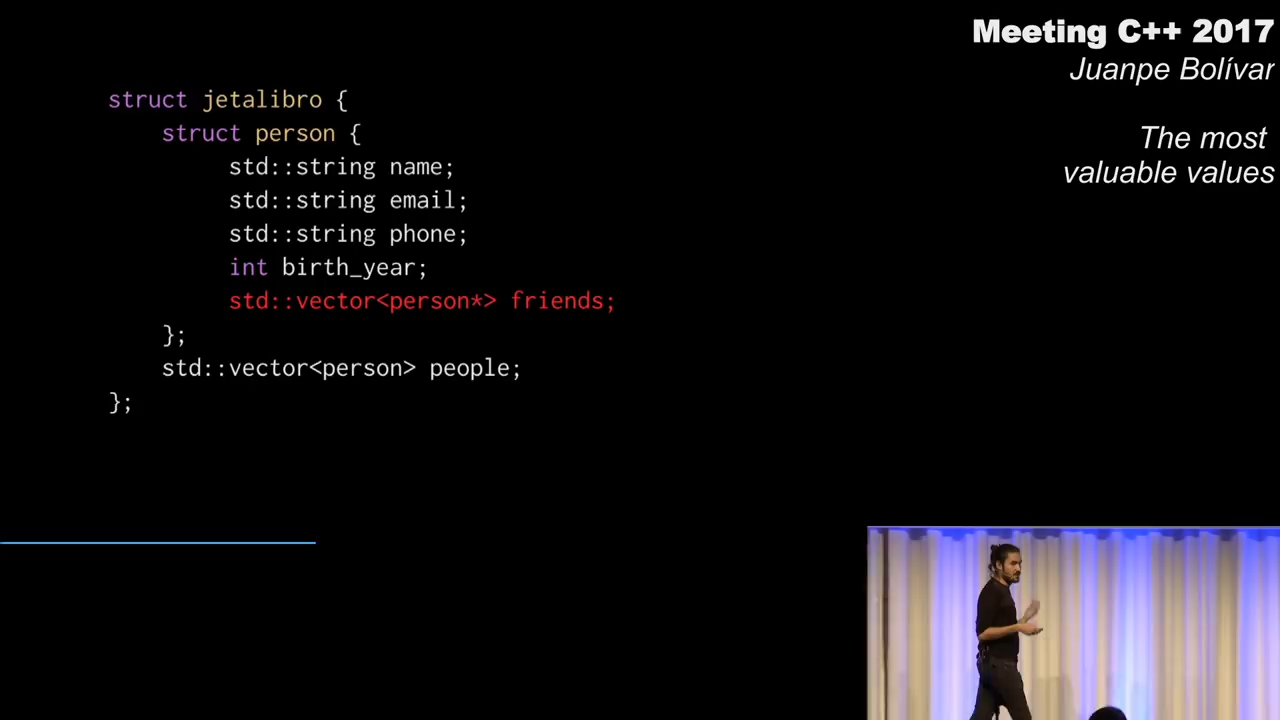 Meeting C++ 2017
Juanpe Bolívar
The most
valuable values
struct jetalibro {
    struct person {
         std::string name;
         std::string email;
         std::string phone;
         int birth_year;
         std::vector<person*> friends;
    };
    std::vector<person> people;
};